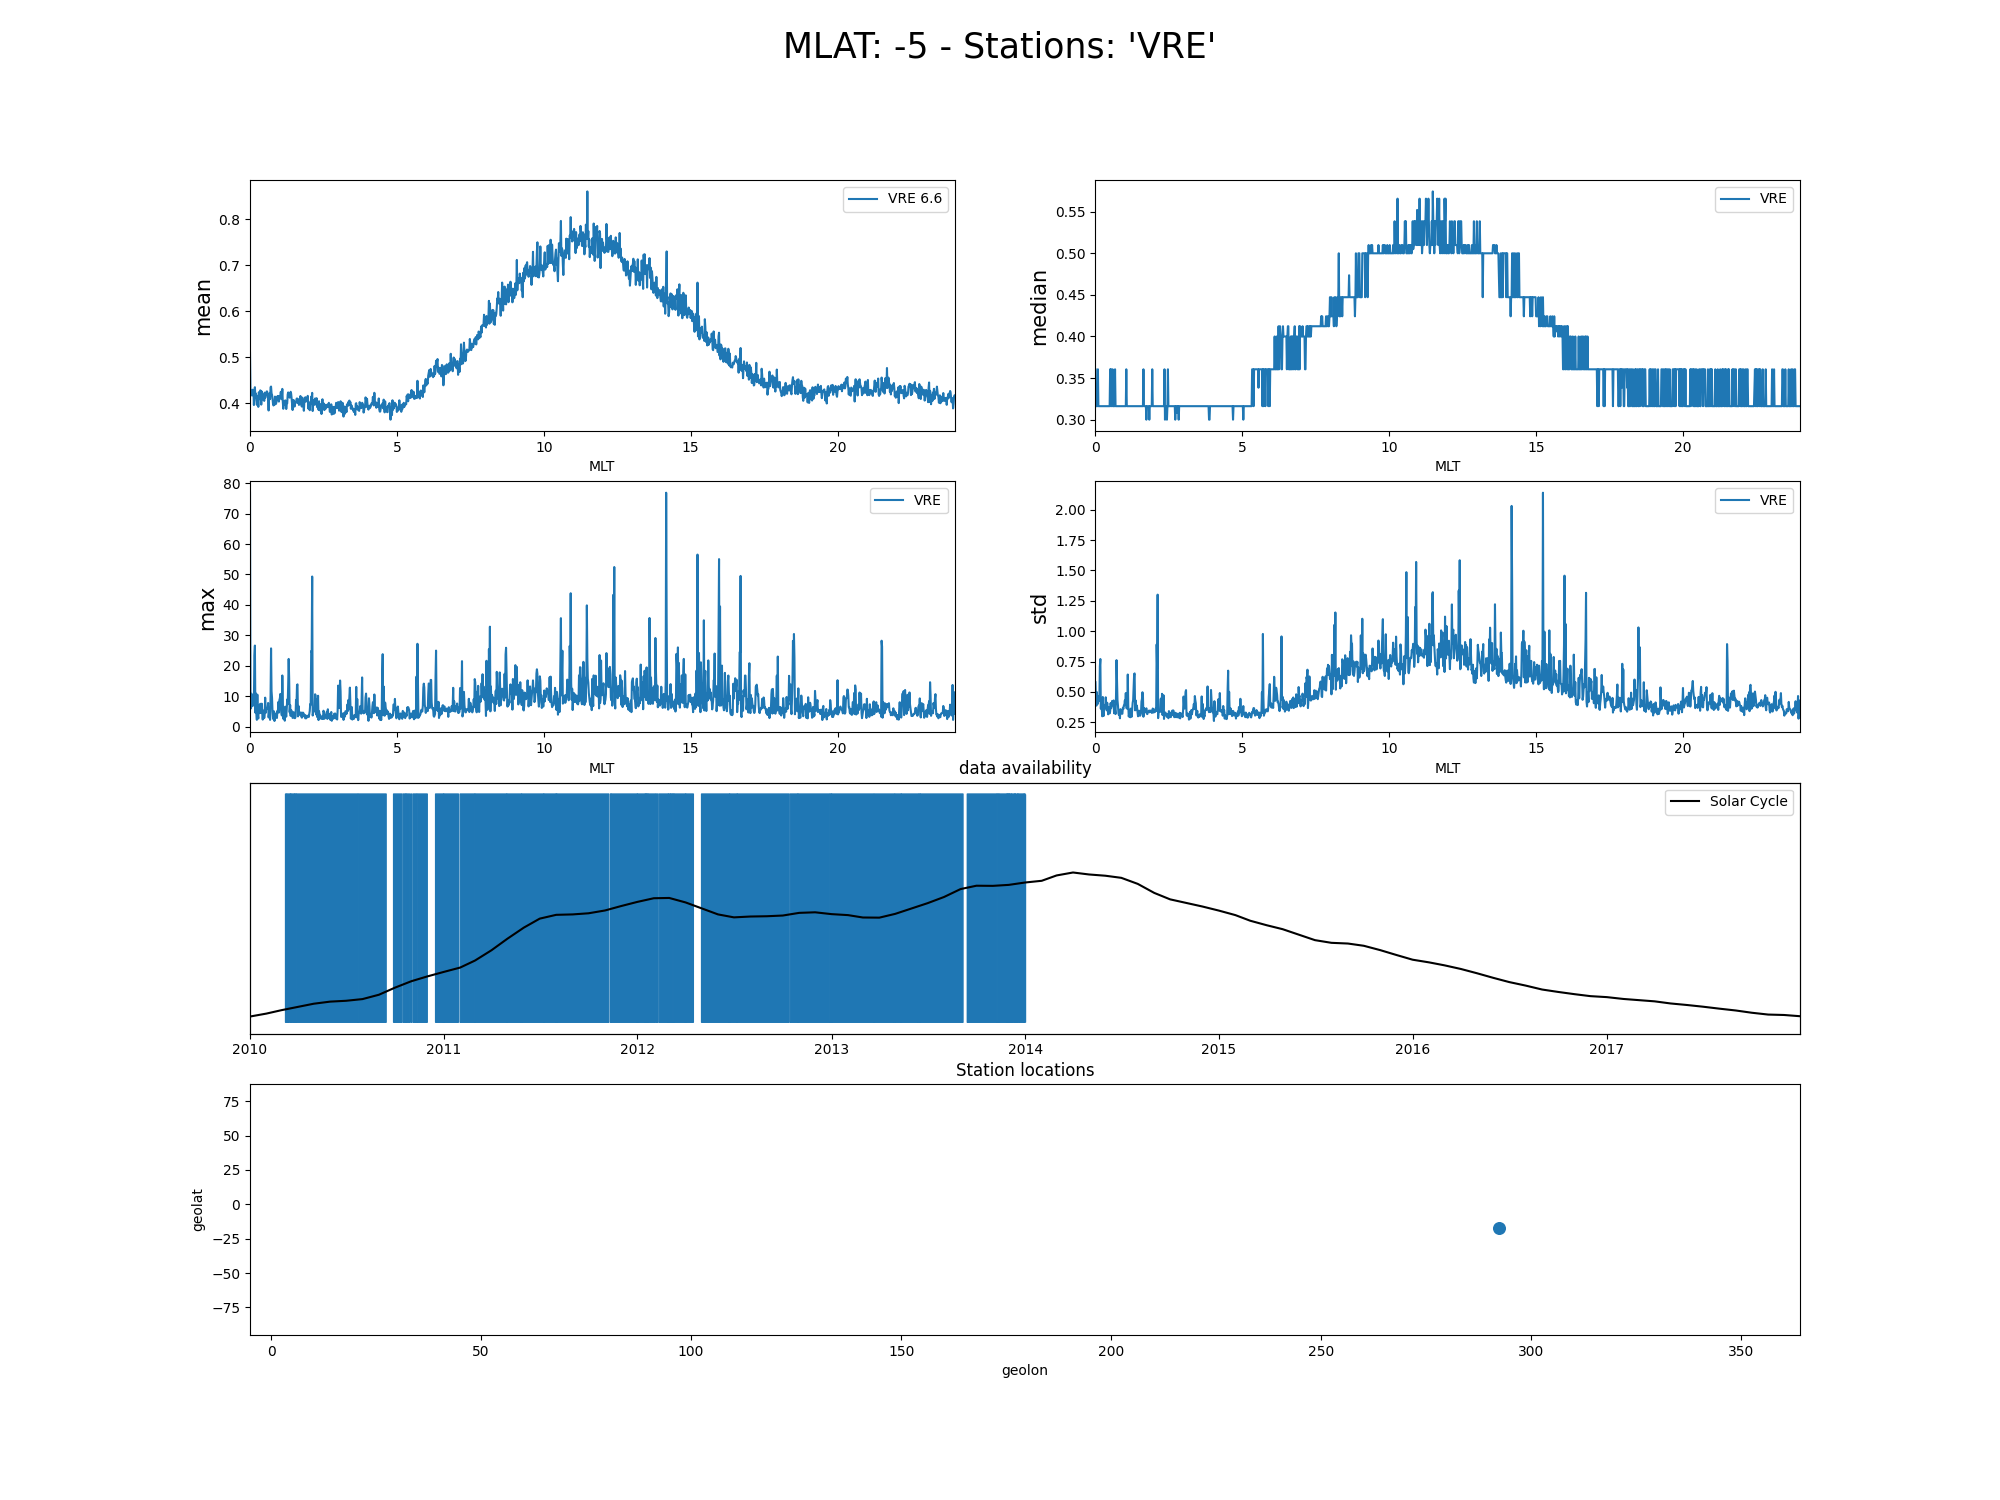 MLAT: -5 - Stations: 'VRE'
mean
0.8
0.7
0.6
0.5
0.4
VRE 6.6
0 5 10 15 20
MLT
median
0.55
0.50
0.45
0.40
0.35
0.30
VRE
0 5 10 15 20
MLT
max
80
70
60
50
40
30
20
10
0
VRE
0 5 10 15 20
MLT
std
2.00
1.75
1.50
1.25
1.00
0.75
0.50
0.25
VRE
0 5 10 15 20
MLT
data availability
Solar Cycle
2010 2011 2012 2013 2014 2015 2016 2017
Station locations
geolat
75
50
25
0
−25
−50
−75
0 50 100 150 200 250 300 350
geolon